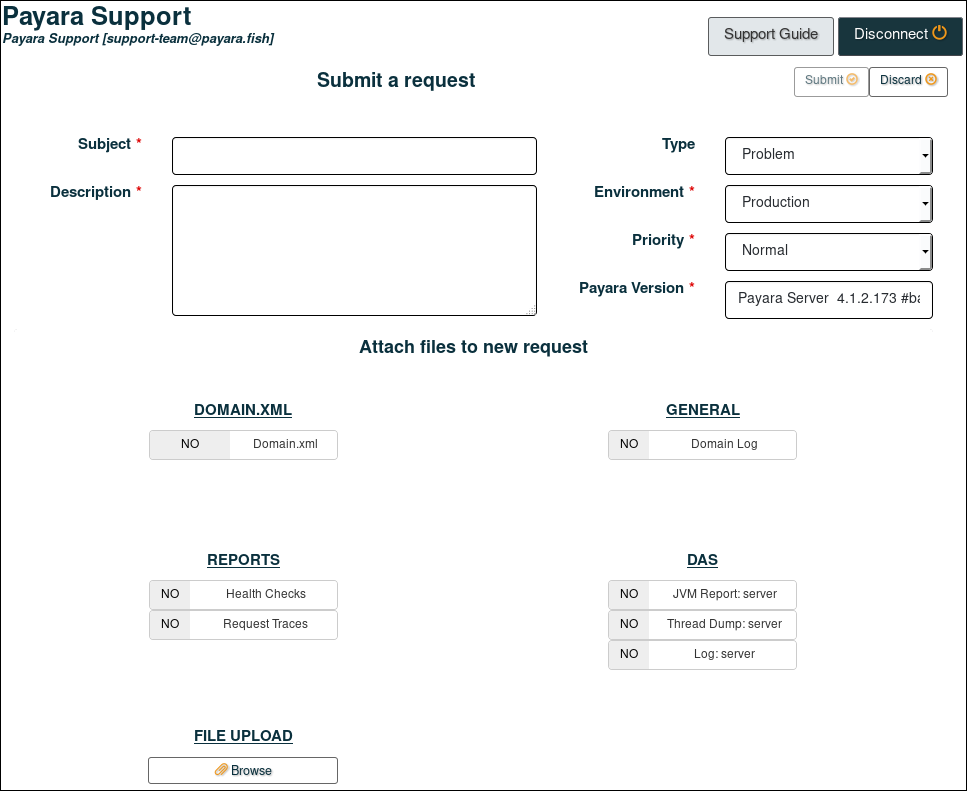 Payara Support
Payara Support [support-team@payara.fish]
Support Guide
Disconnect
Submit a request
Submit
Discard
Subject *
Type
Problem
Description *
Environment *
Production
Priority *
Normal
Payara Version *
Payara Server 4.1.2.173 #ba
Attach files to new request
DOMAIN.XML
NO Domain.xml
GENERAL
NO Domain Log
REPORTS
NO Health Checks
NO Request Traces
DAS
NO JVM Report: server
NO Thread Dump: server
NO Log: server
FILE UPLOAD
Browse